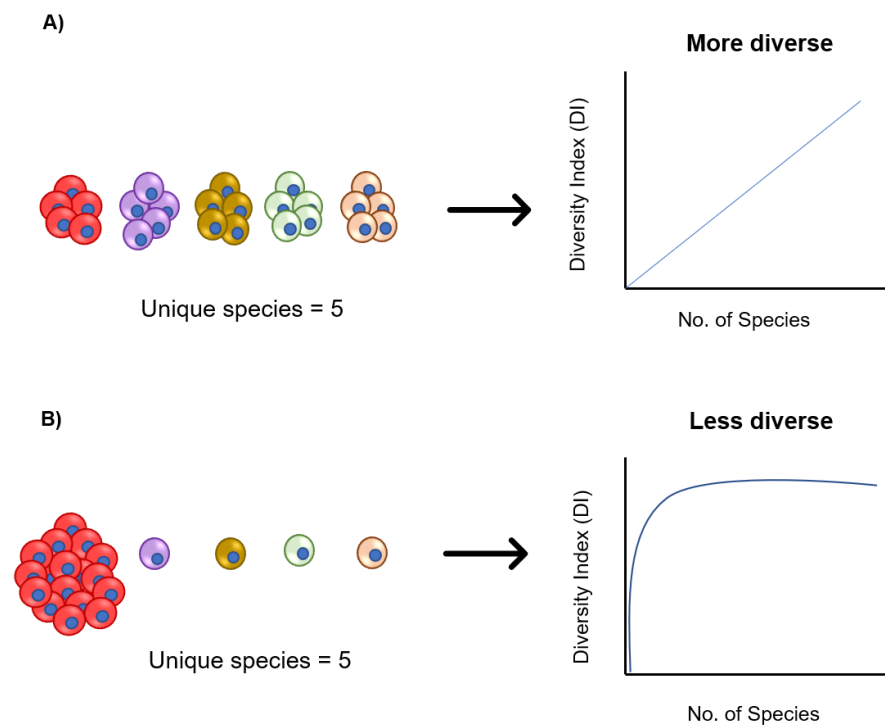 A)
More diverse
Diversity Index (DI)
No. of Species
Unique species = 5
B)
Less diverse
Diversity Index (DI)
No. of Species
Unique species = 5